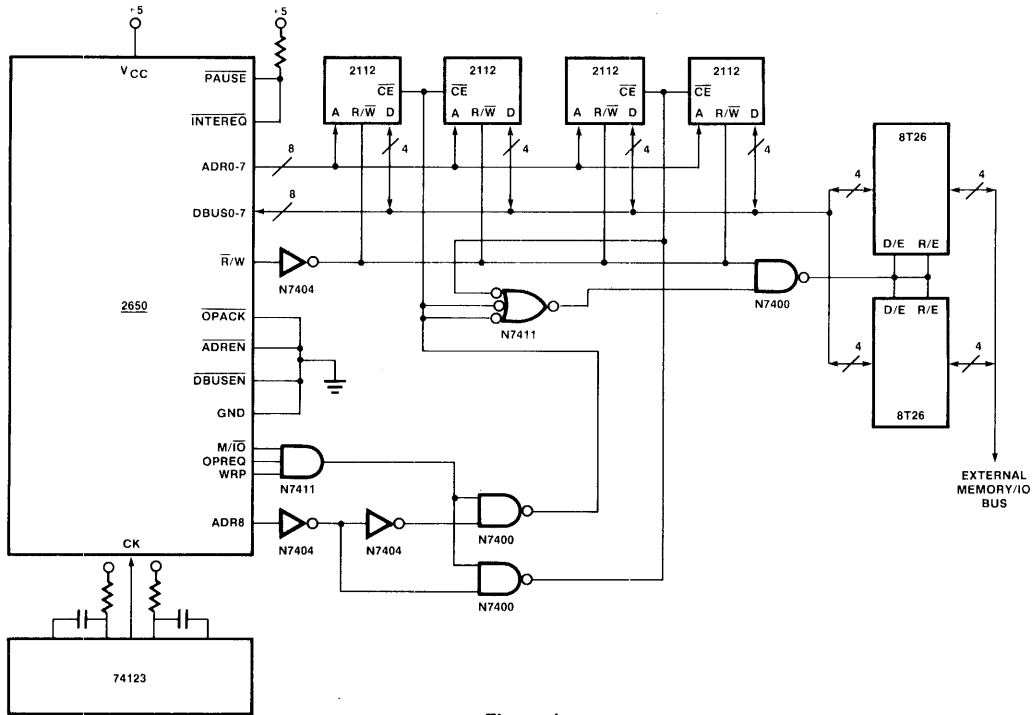 +5
+5
VCC
PAUSE
INTEREQ
ADR0-7
8
DBUS0-7
8
R/W
N7404
2650
OPACK
ADREN
DBUSEN
GND
M/IO
OPREQ
WRP
N7411
ADR8
N7404
N7404
N7400
N7400
CK
74123
2112
CE
A R/W D
4
2112
CE
A R/W D
4
2112
CE
A R/W D
4
2112
CE
A R/W D
4
N7411
N7400
8T26
4
4
D/E R/E
D/E R/E
4
4
8T26
EXTERNAL
MEMORY/IO
BUS